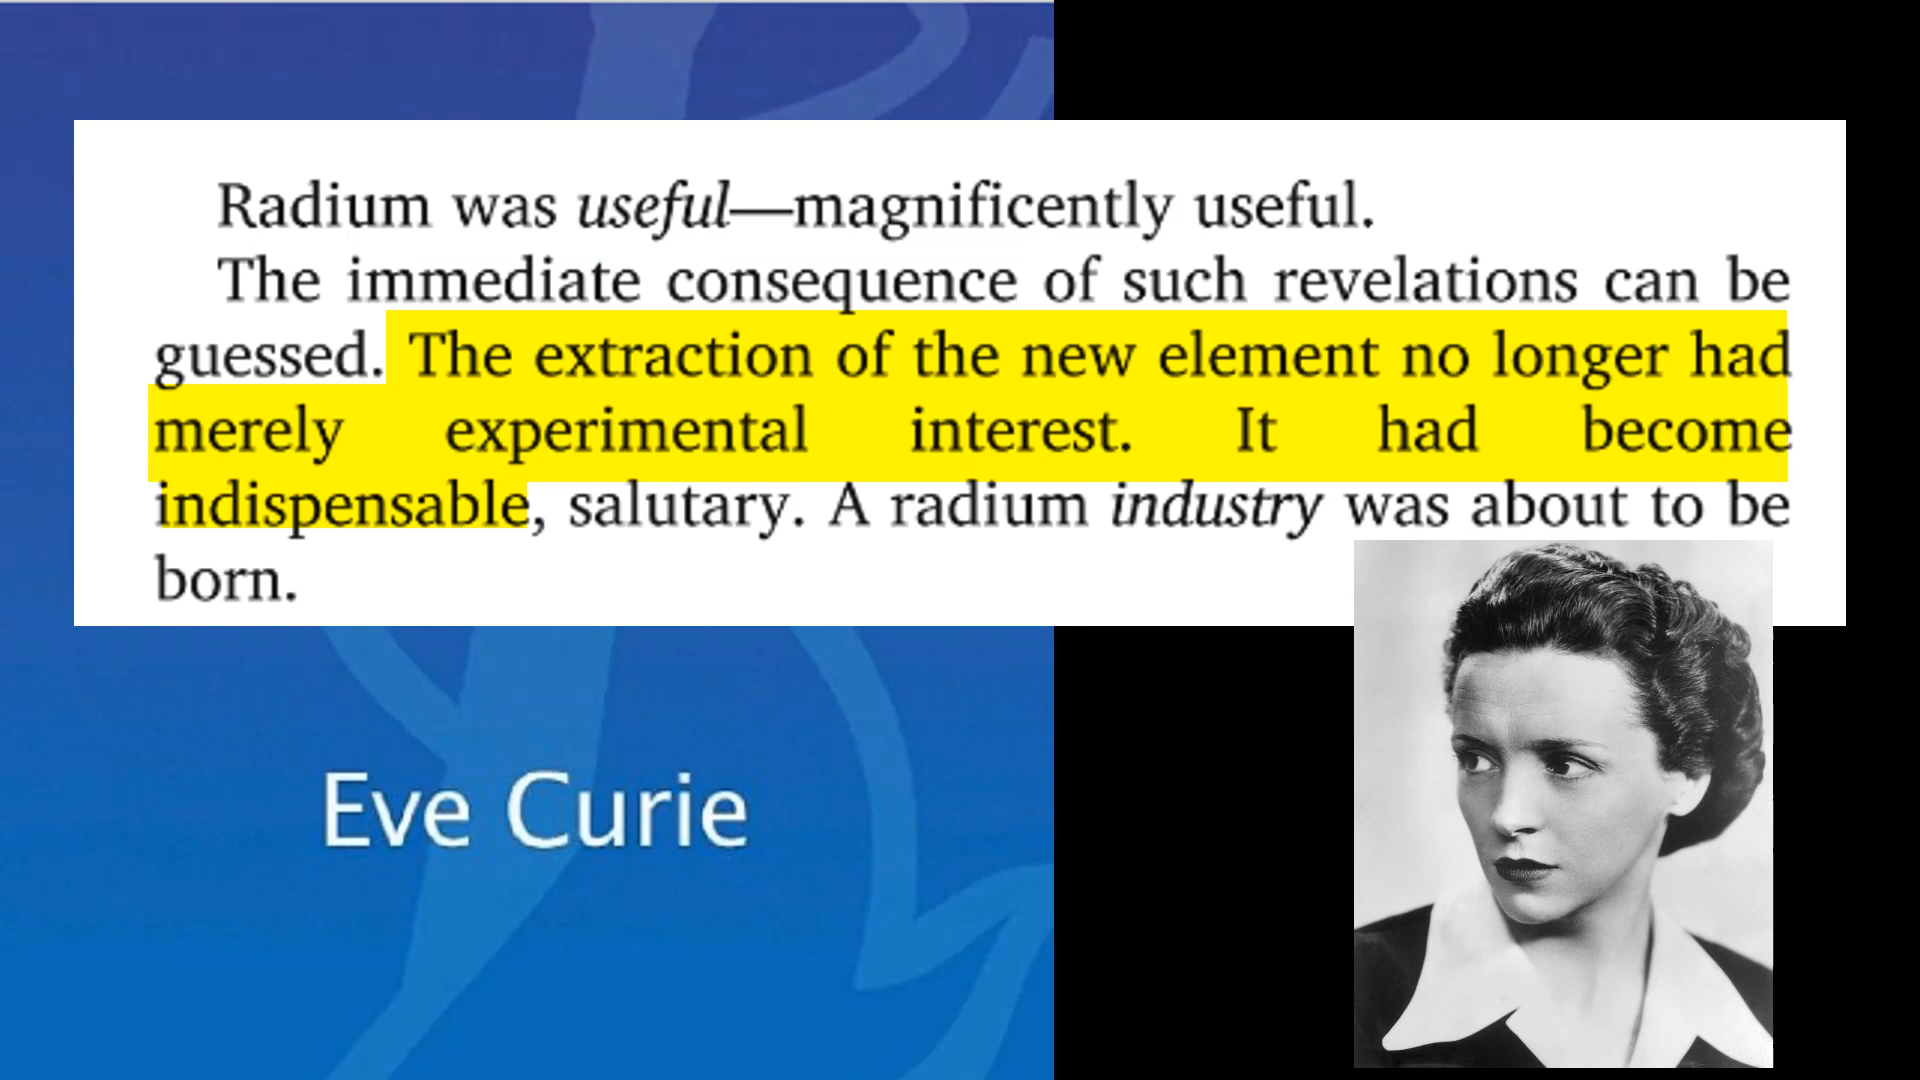 Radium was useful—magnificently useful.
The immediate consequence of such revelations can be
guessed. The extraction of the new element no longer had
merely experimental interest. It had become
indispensable, salutary. A radium industry was about to be
born.
Eve Curie